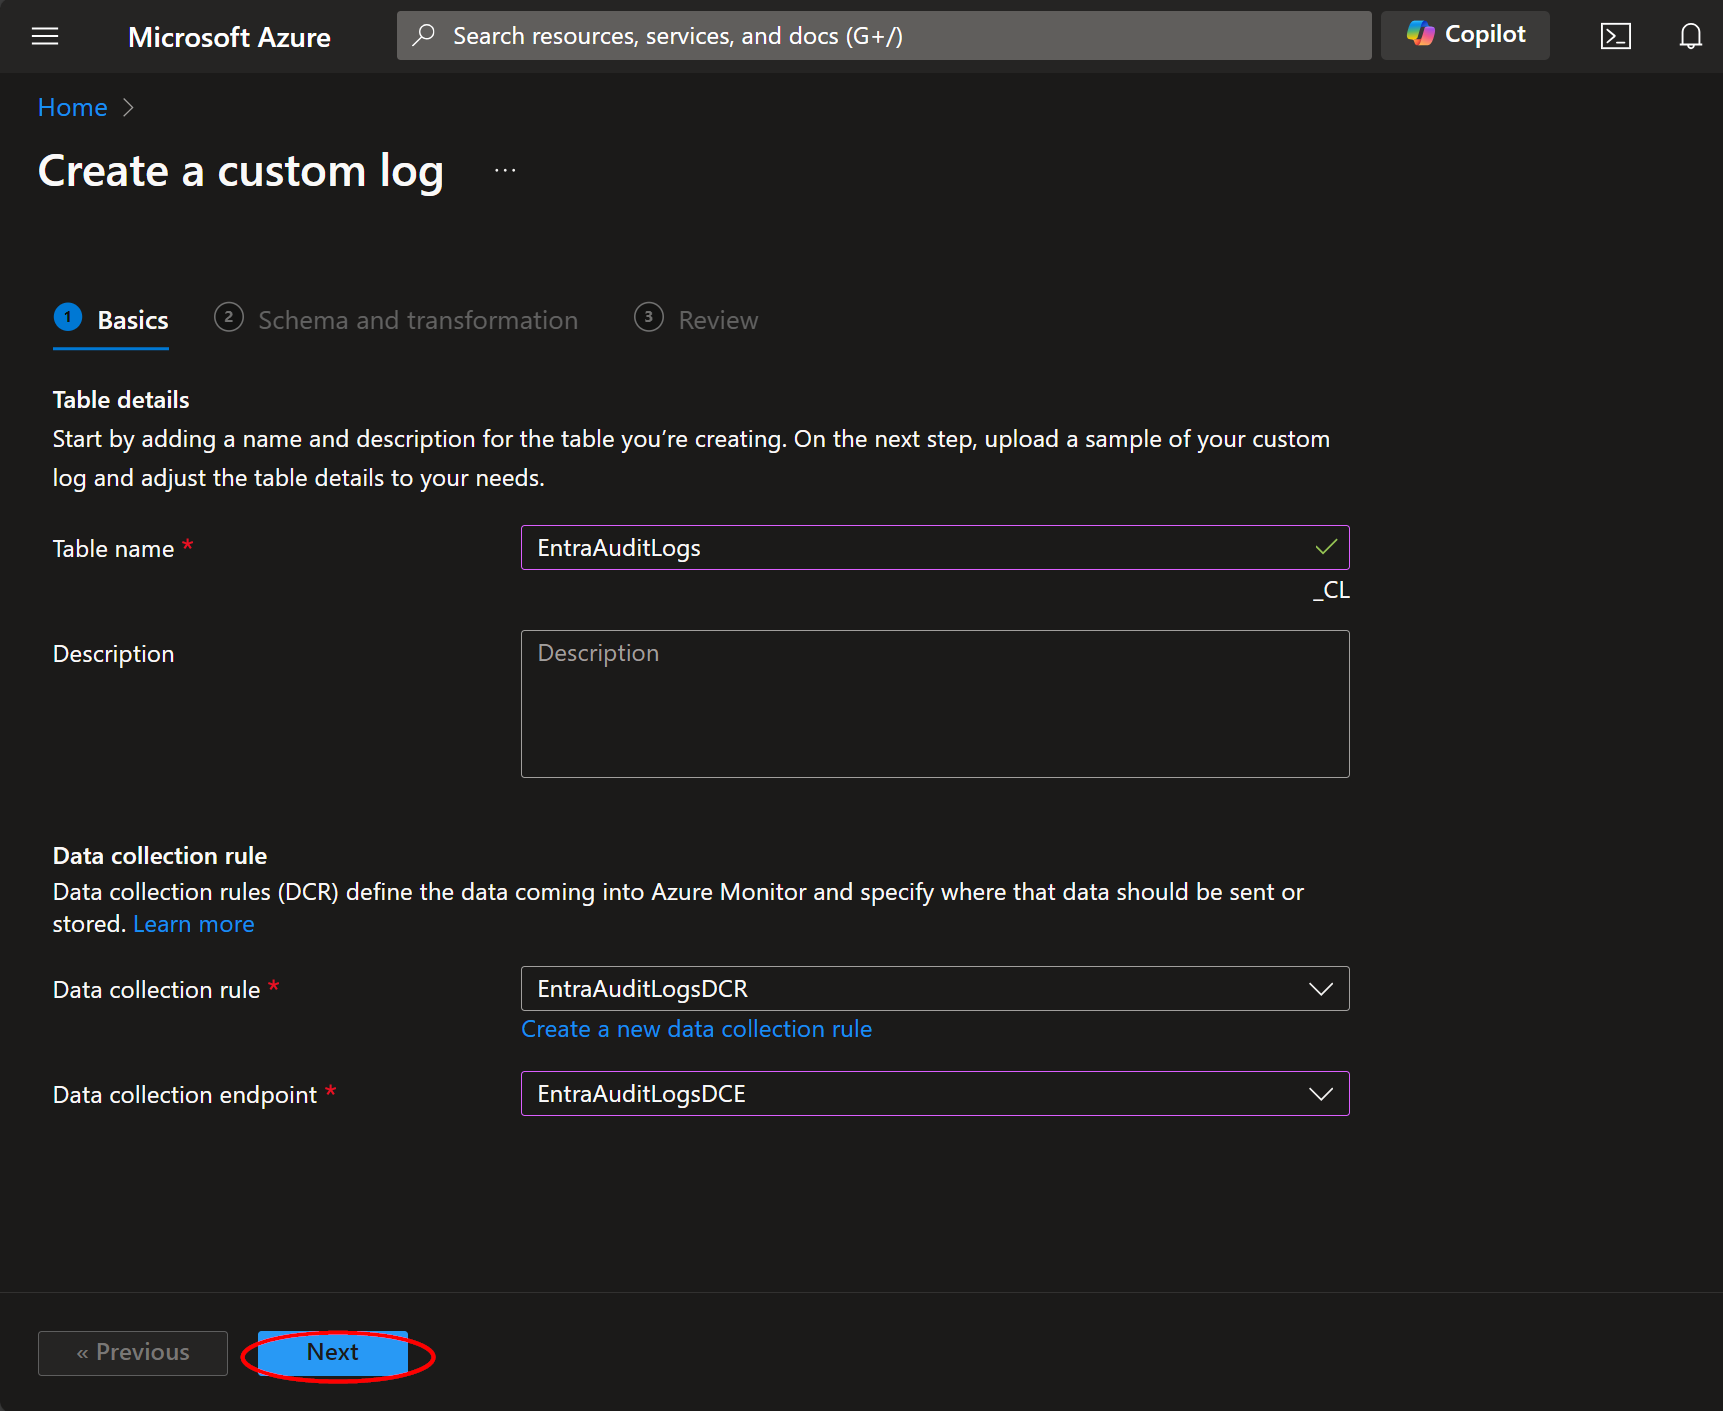 Microsoft Azure
Search resources, services, and docs (G+/)
Copilot
Home
Create a custom log
1 Basics
2 Schema and transformation
3 Review
Table details
Start by adding a name and description for the table you’re creating. On the next step, upload a sample of your custom
log and adjust the table details to your needs.
Table name *
EntraAuditLogs
_CL
Description
Description
Data collection rule
Data collection rules (DCR) define the data coming into Azure Monitor and specify where that data should be sent or
stored. Learn more
Data collection rule *
EntraAuditLogsDCR
Create a new data collection rule
Data collection endpoint *
EntraAuditLogsDCE
« Previous
Next